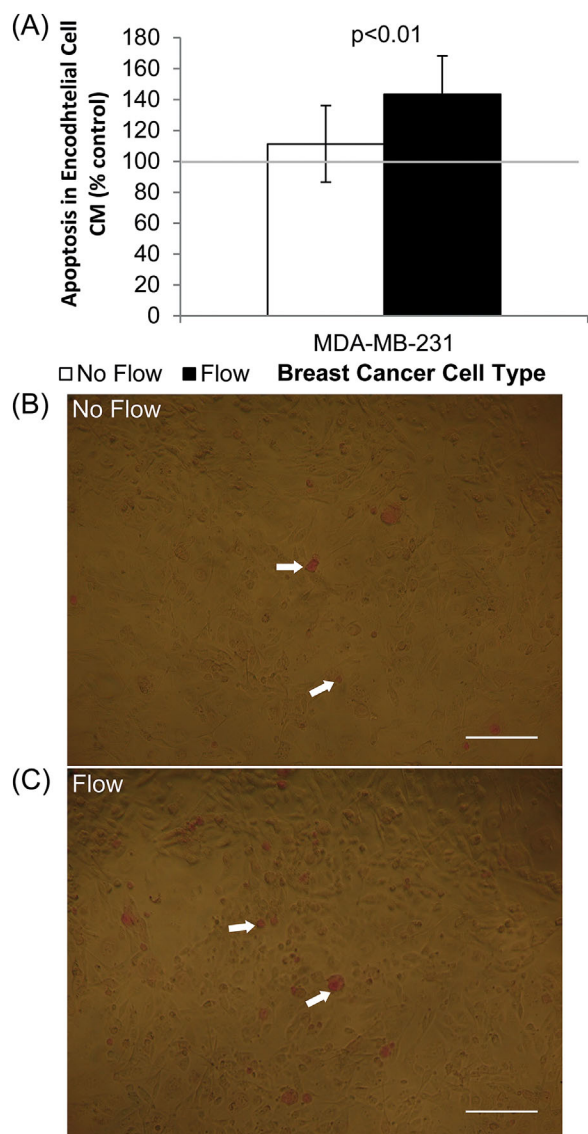 (A)
Apoptosis in Encodhtelial Cell
CM (% control)
180
160
140
120
100
80
60
40
20
0
p<0.01
MDA-MB-231
No Flow Flow Breast Cancer Cell Type
(B)
No Flow
(C)
Flow